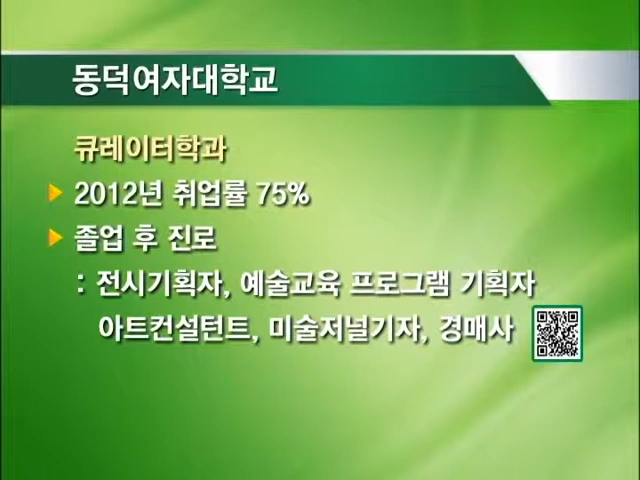 동덕여자대학교
큐레이터학과
2012년 취업률 75%
졸업 후 진로
: 전시기획자, 예술교육 프로그램 기획자
아트컨설턴트, 미술저널기자, 경매사